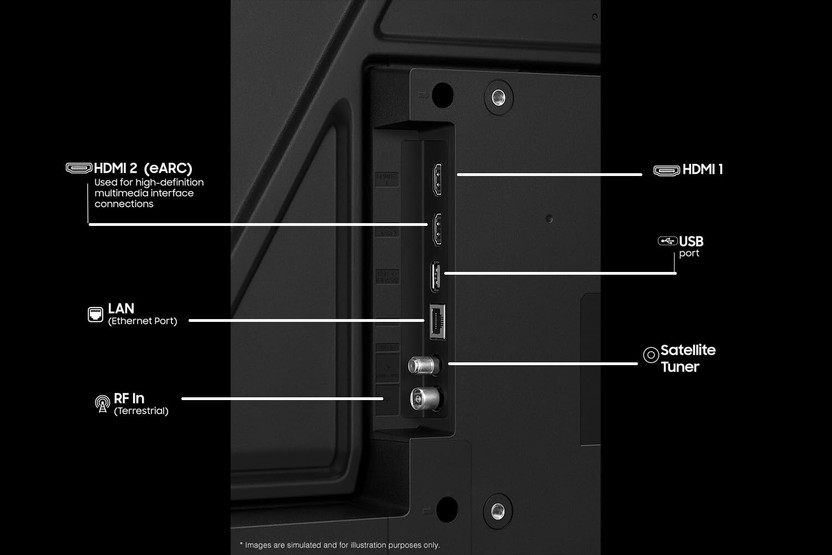 HDMI 2 (eARC)
Used for high-definition
multimedia interface
connections
HDMI 1
USB
port
LAN
(Ethernet Port)
Satellite
Tuner
RF In
(Terrestrial)
* Images are simulated and for illustration purposes only.